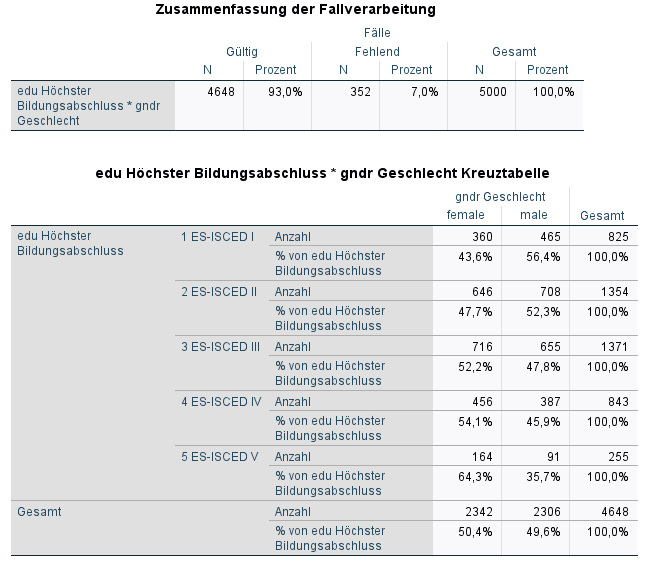 Zusammenfassung der Fallverarbeitung
Fälle
Gültig Fehlend Gesamt
N Prozent N Prozent N Prozent
edu Höchster 4648 93,0% 352 7,0% 5000 100,0%
Bildungsabschluss * gndr
Geschlecht
edu Höchster Bildungsabschluss * gndr Geschlecht Kreuztabelle
gndr Geschlecht
female male Gesamt
edu Höchster 1 ES-ISCED I Anzahl 360 465 825
Bildungsabschluss
% von edu Höchster 43,6% 56,4% 100,0%
Bildungsabschluss
2 ES-ISCED II Anzahl 646 708 1354
% von edu Höchster 47,7% 52,3% 100,0%
Bildungsabschluss
3 ES-ISCED III Anzahl 716 655 1371
% von edu Höchster 52,2% 47,8% 100,0%
Bildungsabschluss
4 ES-ISCED IV Anzahl 456 387 843
% von edu Höchster 54,1% 45,9% 100,0%
Bildungsabschluss
5 ES-ISCED V Anzahl 164 91 255
% von edu Höchster 64,3% 35,7% 100,0%
Bildungsabschluss
Gesamt Anzahl 2342 2306 4648
% von edu Höchster 50,4% 49,6% 100,0%
Bildungsabschluss